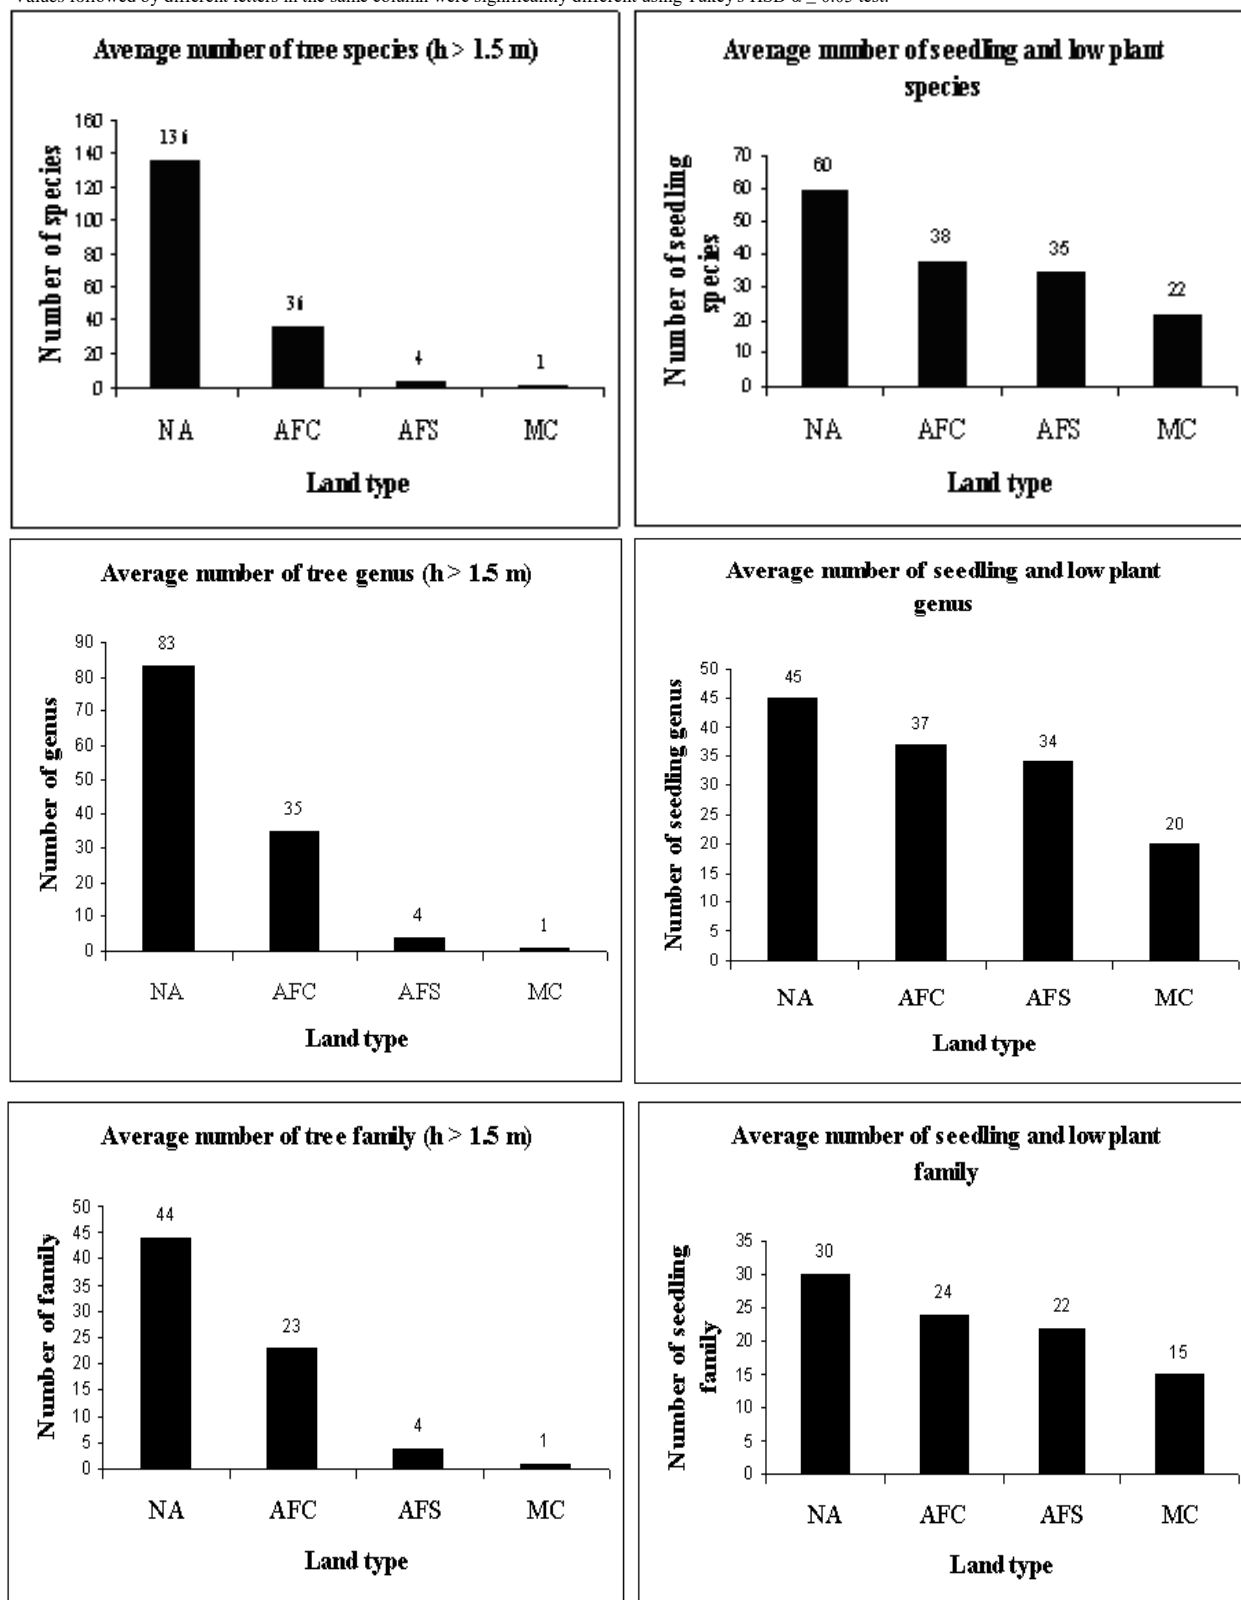 Values followed by different letters in the same column were significantly different using Tukey's HSD α ≤ 0.05 test.
Average number of tree species (h > 1.5 m)
160
140
120
100
80
60
40
20
0
Number of species
136
36
4
1
NA AFC AFS MC
Land type
Average number of seedling and low plant
species
70
60
50
40
30
20
10
0
Number of seedling
species
60
38
35
22
NA AFC AFS MC
Land type
Average number of tree genus (h > 1.5 m)
90
80
70
60
50
40
30
20
10
0
Number of genus
83
35
4
1
NA AFC AFS MC
Land type
Average number of seedling and low plant
genus
50
45
40
35
30
25
20
15
10
5
0
Number of seedling genus
45
37
34
20
NA AFC AFS MC
Land type
Average number of tree family (h > 1.5 m)
50
45
40
35
30
25
20
15
10
5
0
Number of family
44
23
4
1
NA AFC AFS MC
Land type
Average number of seedling and low plant
family
35
30
25
20
15
10
5
0
Number of seedling
family
30
24
22
15
NA AFC AFS MC
Land type